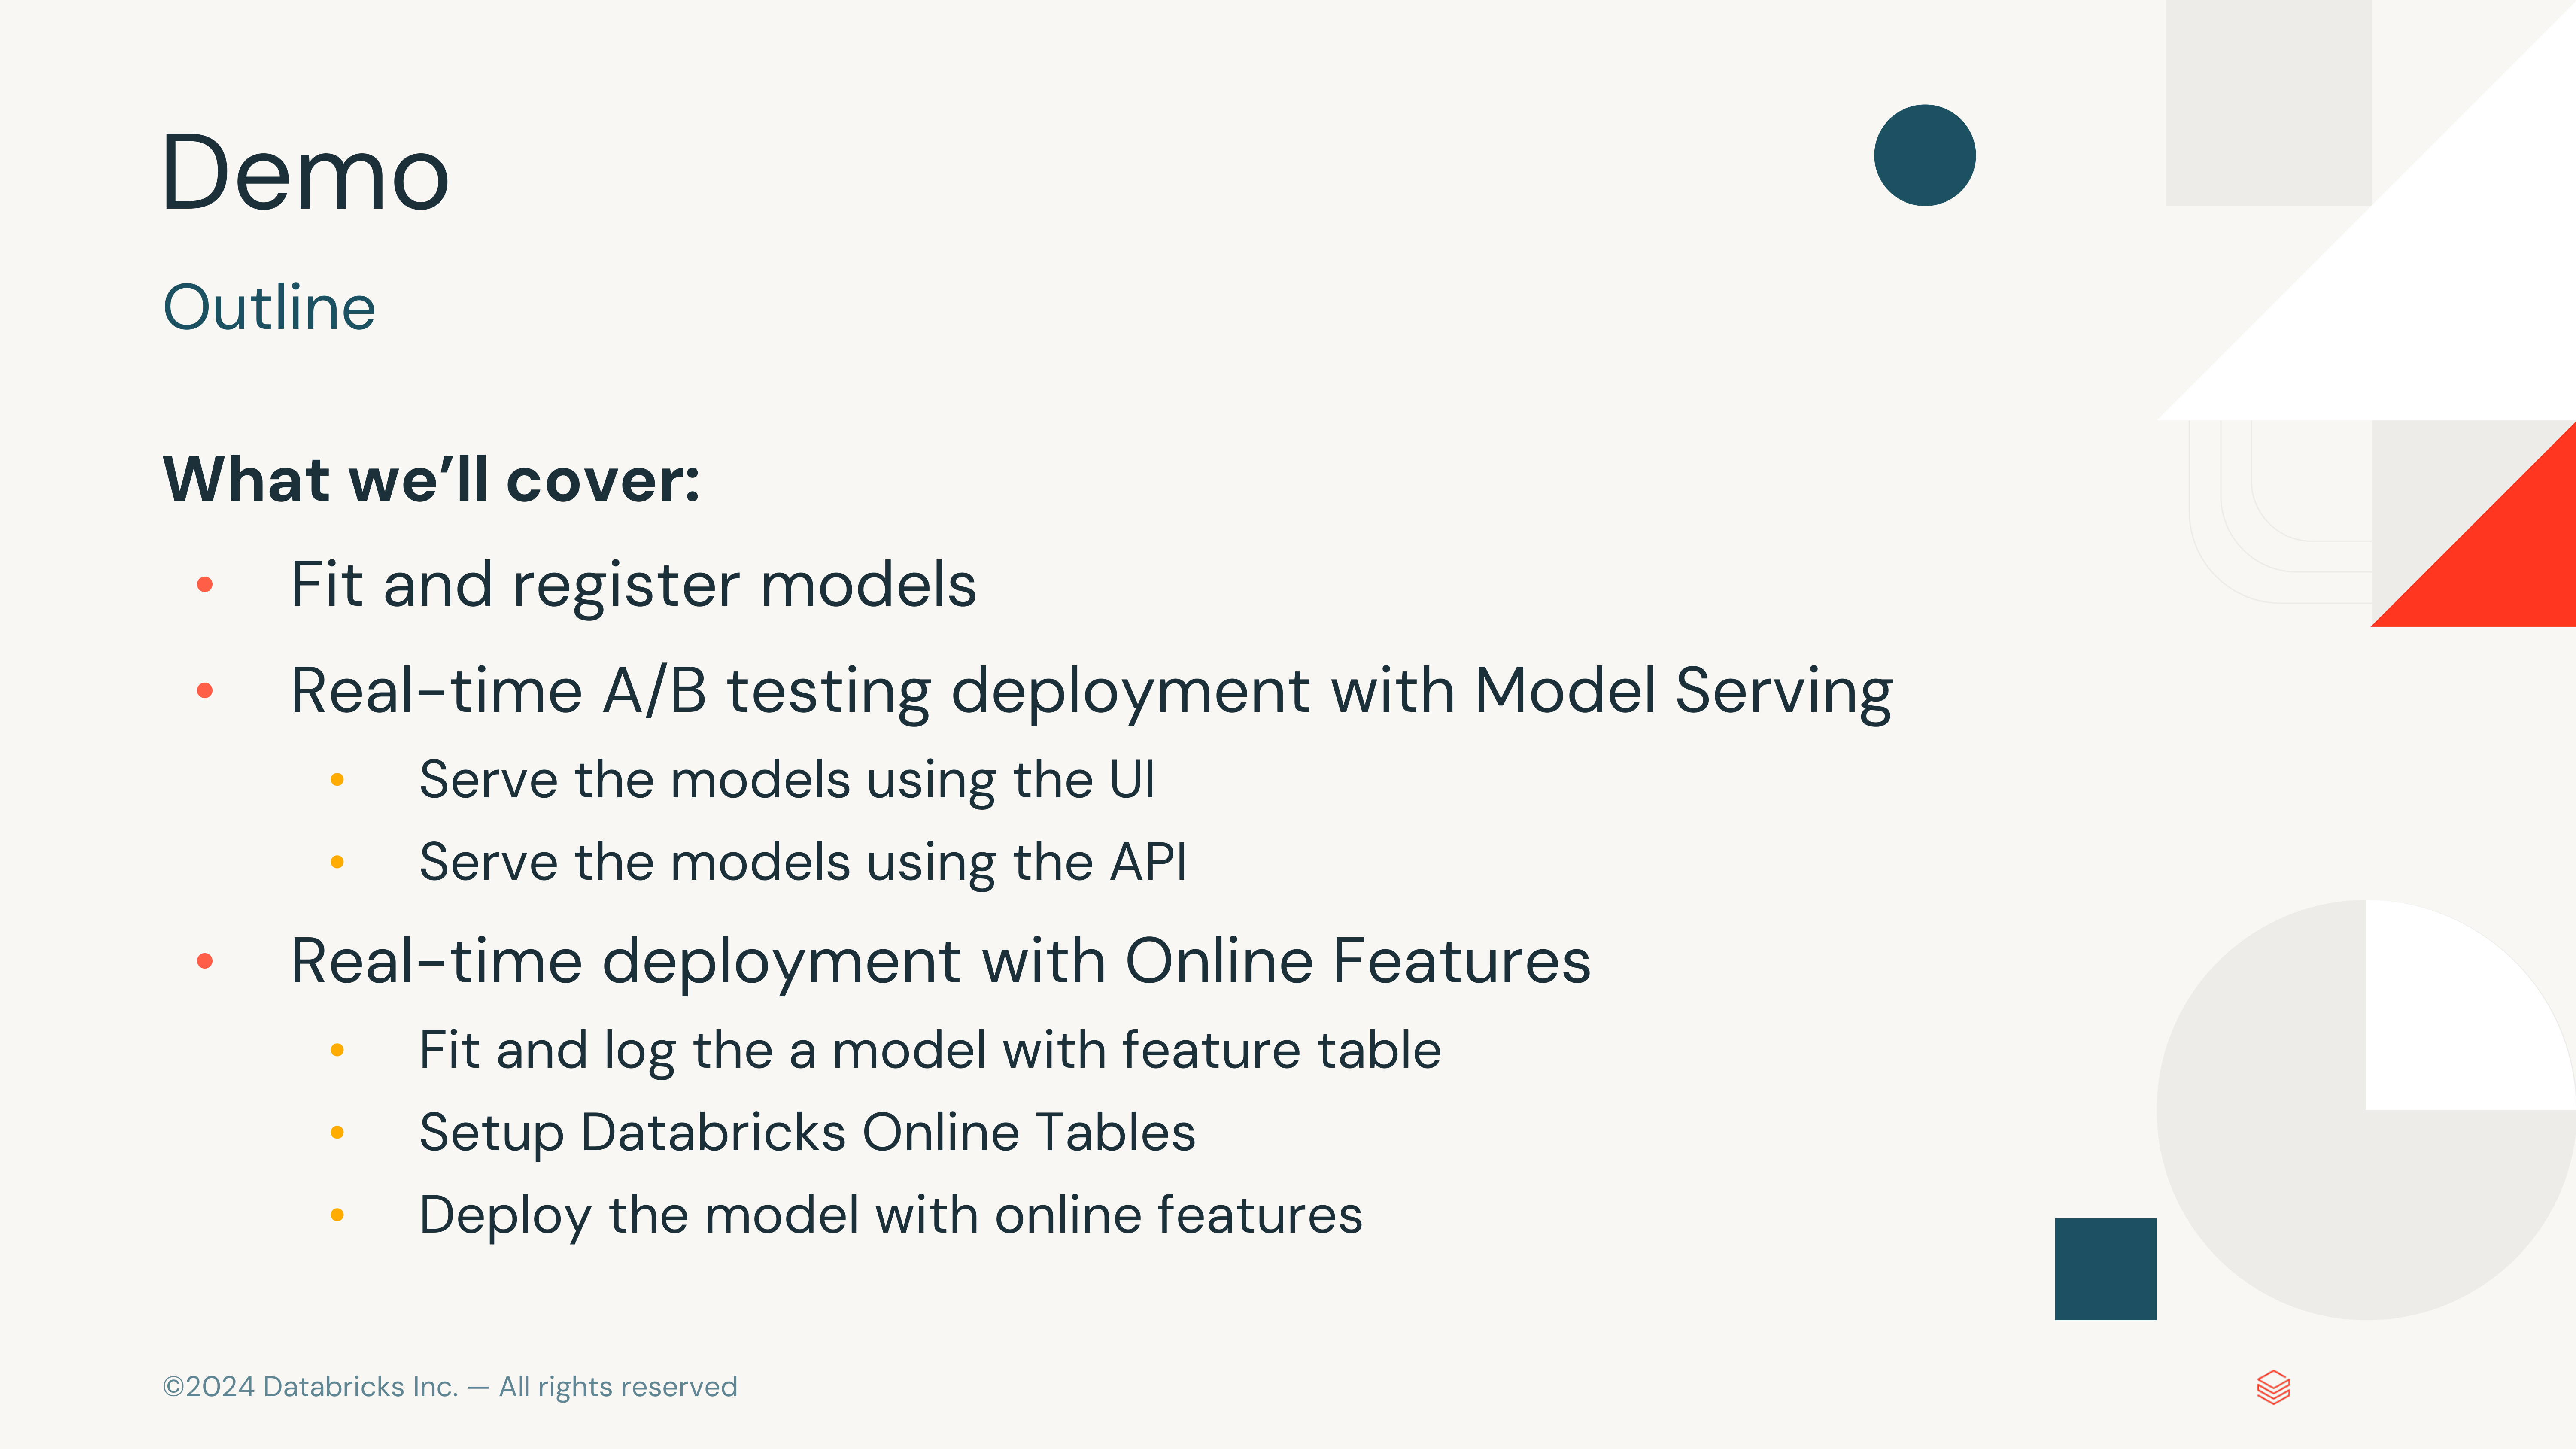 Demo
Outline
What we’ll cover:
• Fit and register models
• Real-time A/B testing deployment with Model Serving
• Serve the models using the UI
• Serve the models using the API
• Real-time deployment with Online Features
• Fit and log the a model with feature table
• Setup Databricks Online Tables
• Deploy the model with online features
©2024 Databricks Inc. — All rights reserved